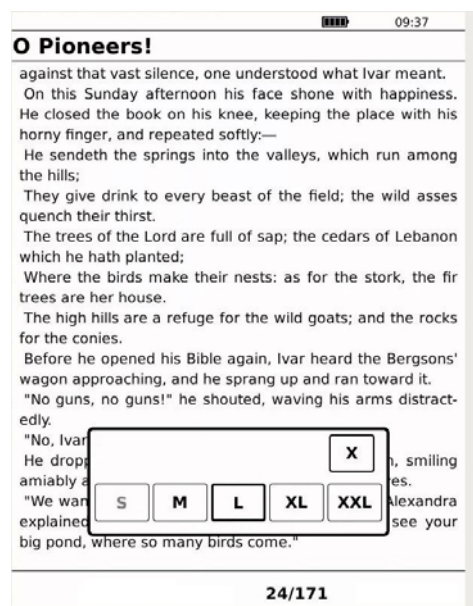 09:37
O Pioneers!
against that vast silence, one understood what Ivar meant.
On this Sunday afternoon his face shone with happiness.
He closed the book on his knee, keeping the place with his
horny finger, and repeated softly:—
He sendeth the springs into the valleys, which run among
the hills;
They give drink to every beast of the field; the wild asses
quench their thirst.
The trees of the Lord are full of sap; the cedars of Lebanon
which he hath planted;
Where the birds make their nests: as for the stork, the fir
trees are her house.
The high hills are a refuge for the wild goats; and the rocks
for the conies.
Before he opened his Bible again, Ivar heard the Bergsons'
wagon approaching, and he sprang up and ran toward it.
"No guns, no guns!" he shouted, waving his arms distract-
edly.
"No, Ivar
X
He smiling
amiably
S M L XL XXL
"We Alexandra
explained see your
big pond, where so many birds come."
24/171